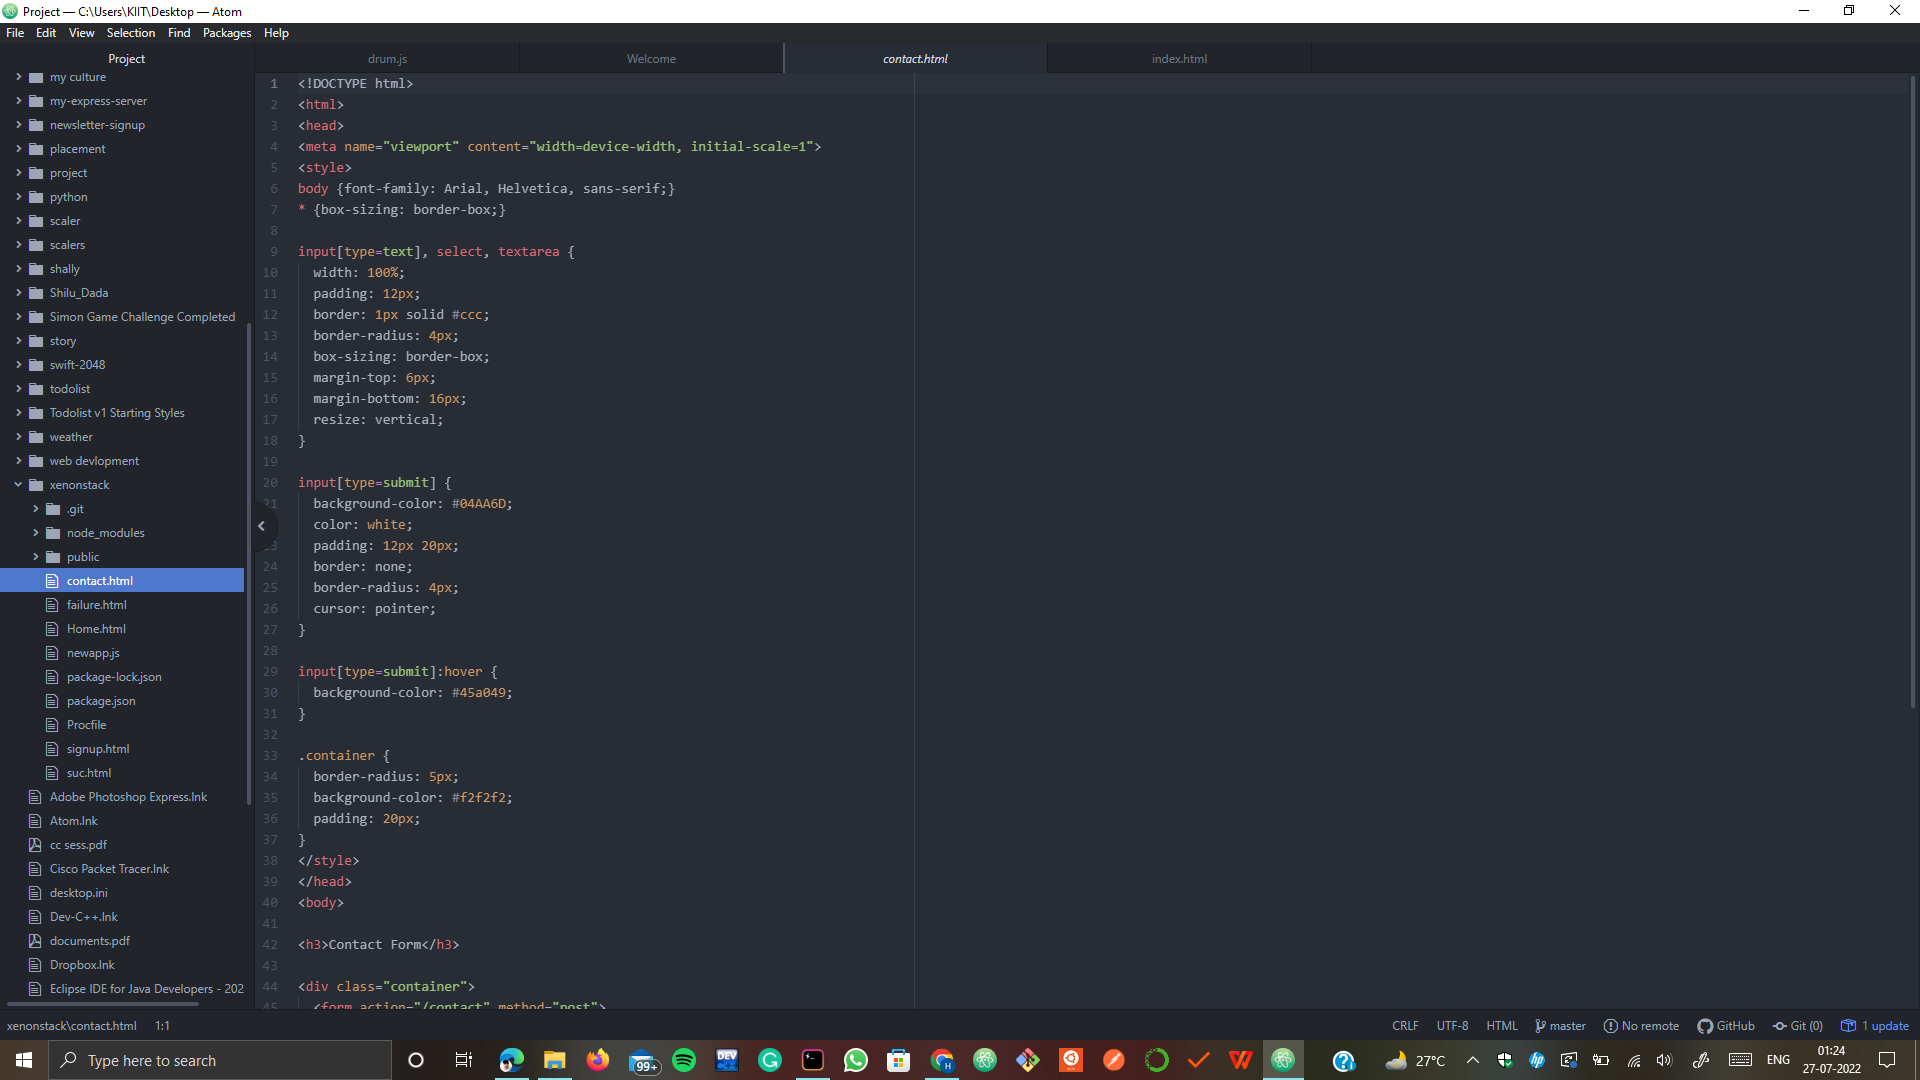 Project — C:\Users\KIIT\Desktop — Atom
File Edit View Selection Find Packages Help
Project
my culture
my-express-server
newsletter-signup
placement
project
python
scaler
scalers
shally
Shilu_Dada
Simon Game Challenge Completed
story
swift-2048
todolist
Todolist v1 Starting Styles
weather
web devlopment
xenonstack
.git
node_modules
public
contact.html
failure.html
Home.html
newapp.js
package-lock.json
package.json
Procfile
signup.html
suc.html
Adobe Photoshop Express.lnk
Atom.lnk
cc sess.pdf
Cisco Packet Tracer.lnk
desktop.ini
Dev-C++.lnk
documents.pdf
Dropbox.lnk
Eclipse IDE for Java Developers - 202
drum.js Welcome contact.html index.html
1 <!DOCTYPE html>
2 <html>
3 <head>
4 <meta name="viewport" content="width=device-width, initial-scale=1">
5 <style>
6 body {font-family: Arial, Helvetica, sans-serif;}
7 * {box-sizing: border-box;}
8
9 input[type=text], select, textarea {
10 width: 100%;
11 padding: 12px;
12 border: 1px solid #ccc;
13 border-radius: 4px;
14 box-sizing: border-box;
15 margin-top: 6px;
16 margin-bottom: 16px;
17 resize: vertical;
18 }
19
20 input[type=submit] {
21 background-color: #04AA6D;
color: white;
23 padding: 12px 20px;
24 border: none;
25 border-radius: 4px;
26 cursor: pointer;
27 }
28
29 input[type=submit]:hover {
30 background-color: #45a049;
31 }
32
33 .container {
34 border-radius: 5px;
35 background-color: #f2f2f2;
36 padding: 20px;
37 }
38 </style>
39 </head>
40 <body>
41
42 <h3>Contact Form</h3>
43
44 <div class="container">
45 <form action="/contact" method="post">
xenonstack\contact.html 1:1 CRLF UTF-8 HTML master No remote GitHub Git (0) 1 update
Type here to search
99+
DEV
27°C
ENG
01:24
27-07-2022